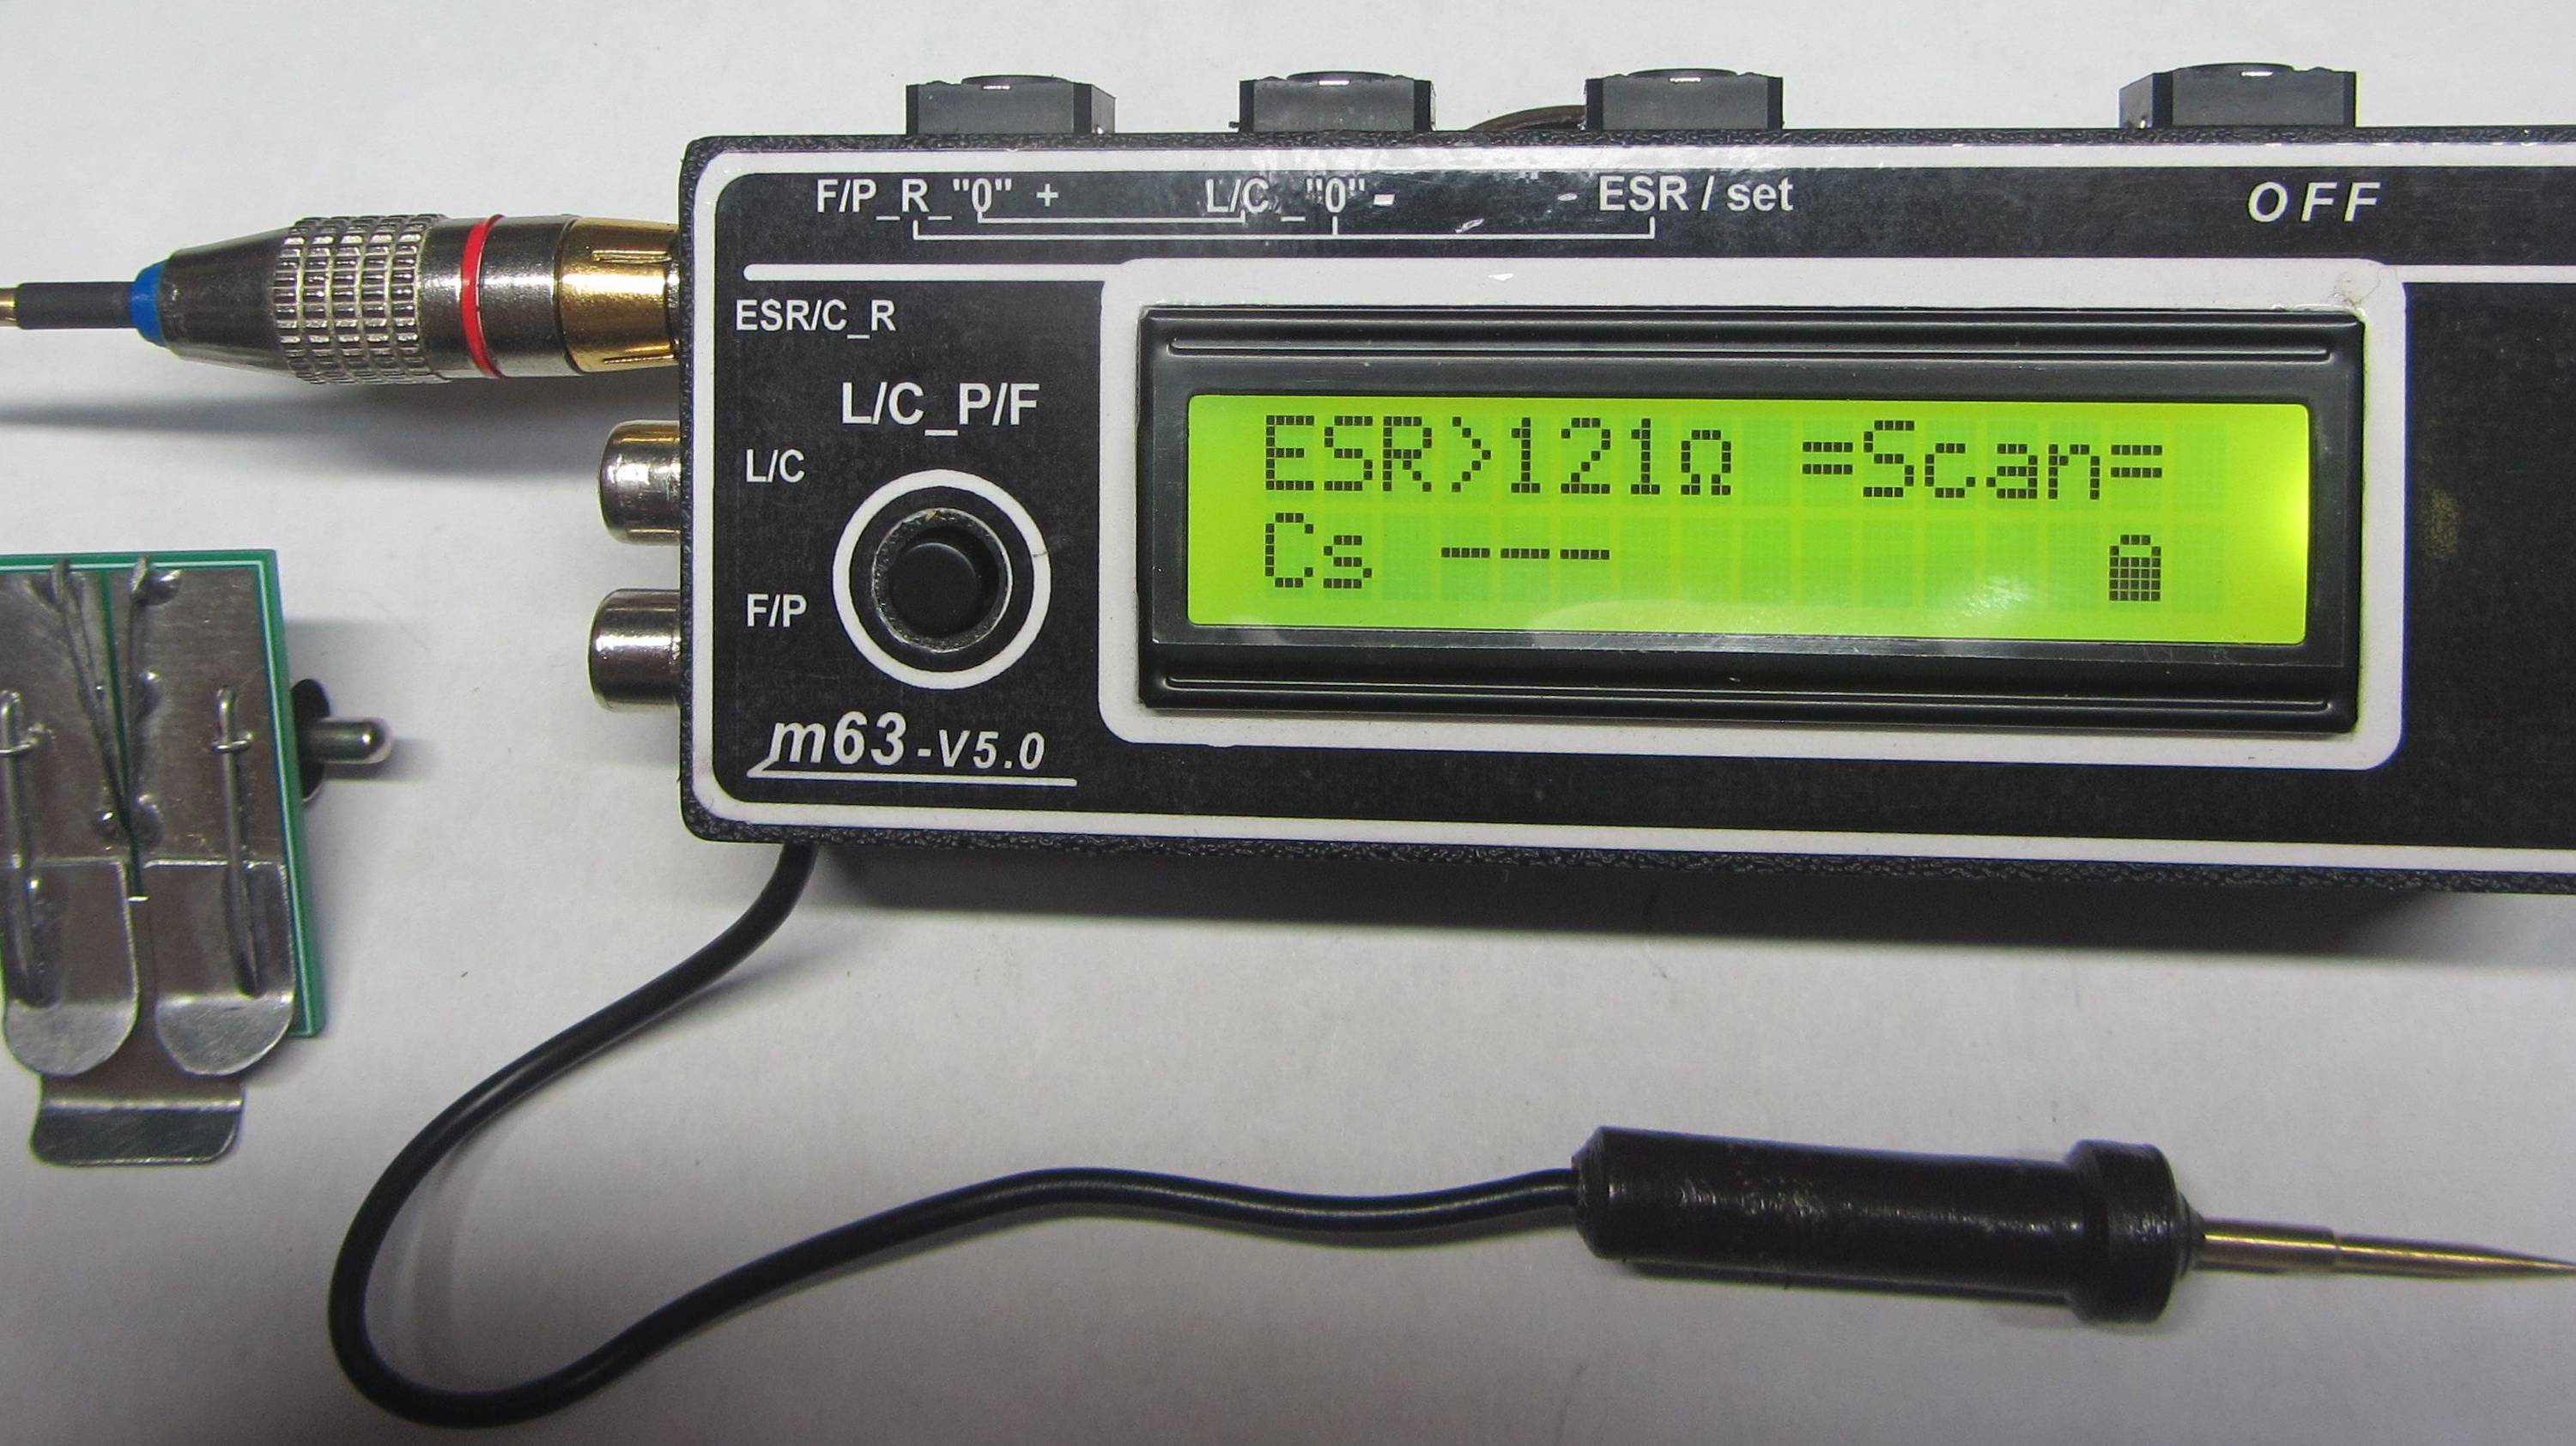 F/P_R_"0" + L/C_"0"- - ESR / set OFF
ESR/C_R
L/C_P/F
L/C
F/P
m63-V5.0
ESR>121Ω =Scan=
Cs ---